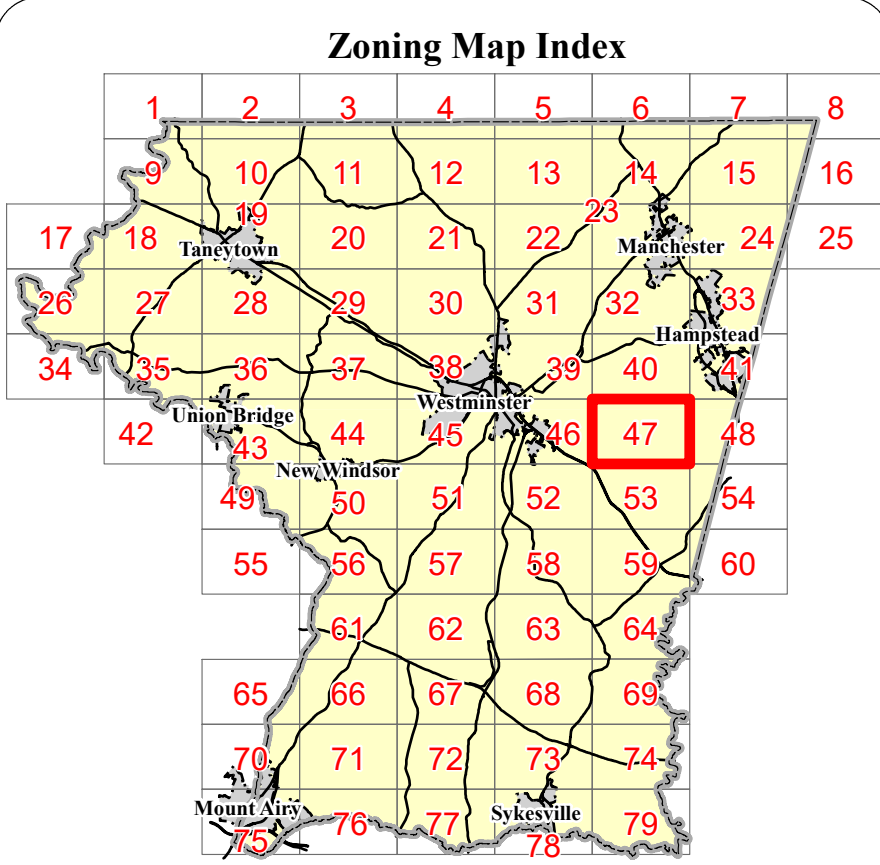 Zoning Map Index
1 2 3 4 5 6 7 8
9 10 11 12 13 14 15 16
17 18 19 20 21 22 23 24 25
Taneytown
Manchester
26 27 28 29 30 31 32 33
Hampstead
34 35 36 37 38 39 40 41
Westminster
Union Bridge
42 43 44 45 46 47 48
New Windsor
49 50 51 52 53 54
55 56 57 58 59 60
61 62 63 64
65 66 67 68 69
70 71 72 73 74
Mount Airy
Sykesville
75 76 77 78 79